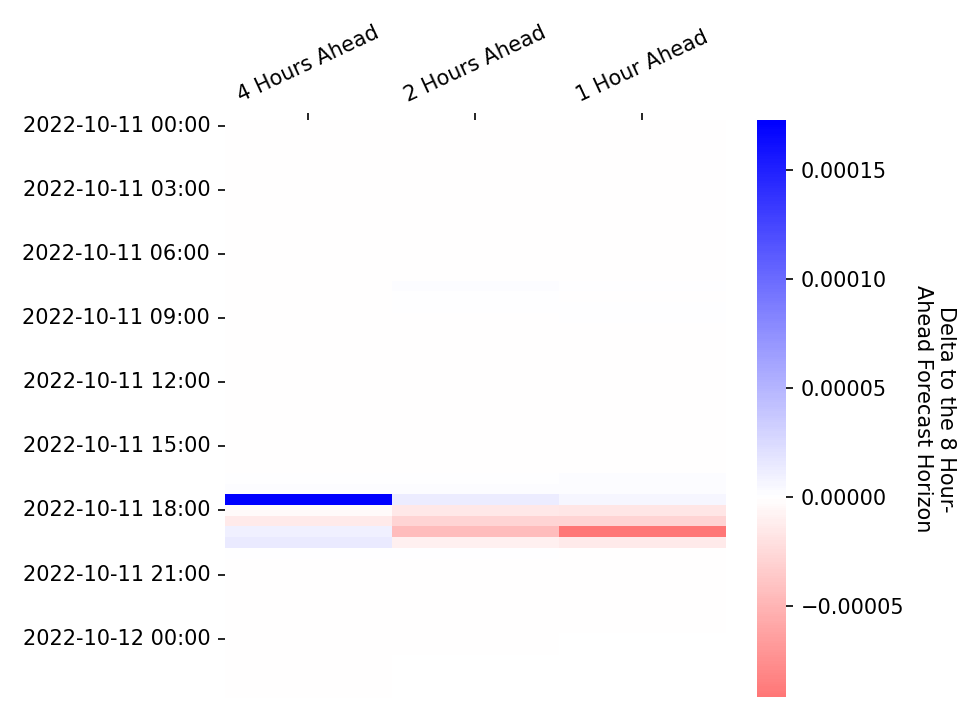 4 Hours Ahead
2 Hours Ahead
1 Hour Ahead
2022-10-11 00:00
2022-10-11 03:00
2022-10-11 06:00
2022-10-11 09:00
2022-10-11 12:00
2022-10-11 15:00
2022-10-11 18:00
2022-10-11 21:00
2022-10-12 00:00
0.00015
0.00010
0.00005
0.00000
−0.00005
Delta to the 8 Hour-
Ahead Forecast Horizon